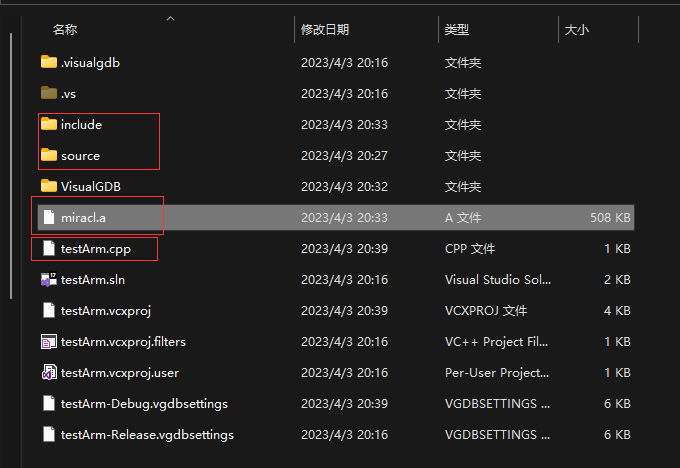 名称 修改日期 类型 大小
.visualgdb 2023/4/3 20:16 文件夹
.vs 2023/4/3 20:16 文件夹
include 2023/4/3 20:33 文件夹
source 2023/4/3 20:27 文件夹
VisualGDB 2023/4/3 20:32 文件夹
miracl.a 2023/4/3 20:33 A 文件 508 KB
testArm.cpp 2023/4/3 20:39 CPP 文件 1 KB
testArm.sln 2023/4/3 20:16 Visual Studio Sol... 2 KB
testArm.vcxproj 2023/4/3 20:39 VCXPROJ 文件 4 KB
testArm.vcxproj.filters 2023/4/3 20:16 VC++ Project Fil... 1 KB
testArm.vcxproj.user 2023/4/3 20:16 Per-User Project... 1 KB
testArm-Debug.vgdbsettings 2023/4/3 20:39 VGDBSETTINGS ... 6 KB
testArm-Release.vgdbsettings 2023/4/3 20:16 VGDBSETTINGS ... 6 KB